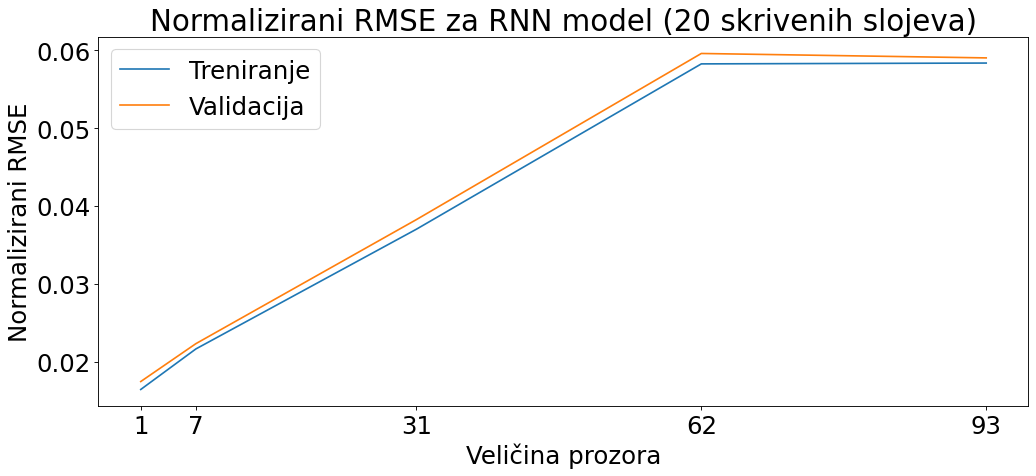 Normalizirani RMSE za RNN model (20 skrivenih slojeva)
Treniranje
Validacija
Normalizirani RMSE
0.06
0.05
0.04
0.03
0.02
1 7 31 62 93
Veličina prozora